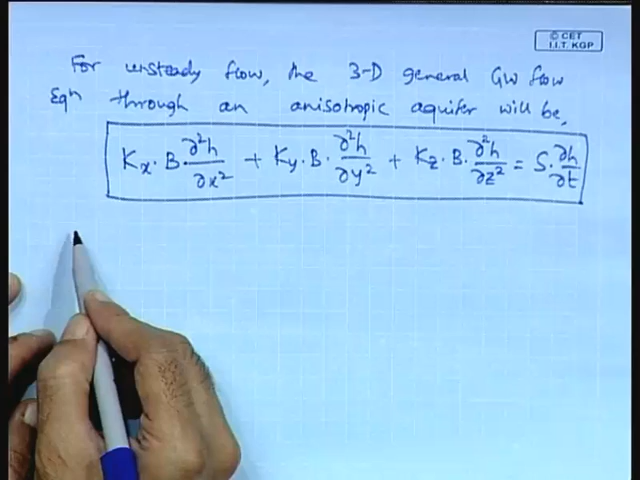 © CET
I.I.T. KGP
For unsteady flow, the 3-D general GW flow
Eqⁿ through an anisotropic aquifer will be,
Kx · B · ∂²h/∂x² + Ky · B · ∂²h/∂y² + Kz · B · ∂²h/∂z² = S · ∂h/∂t